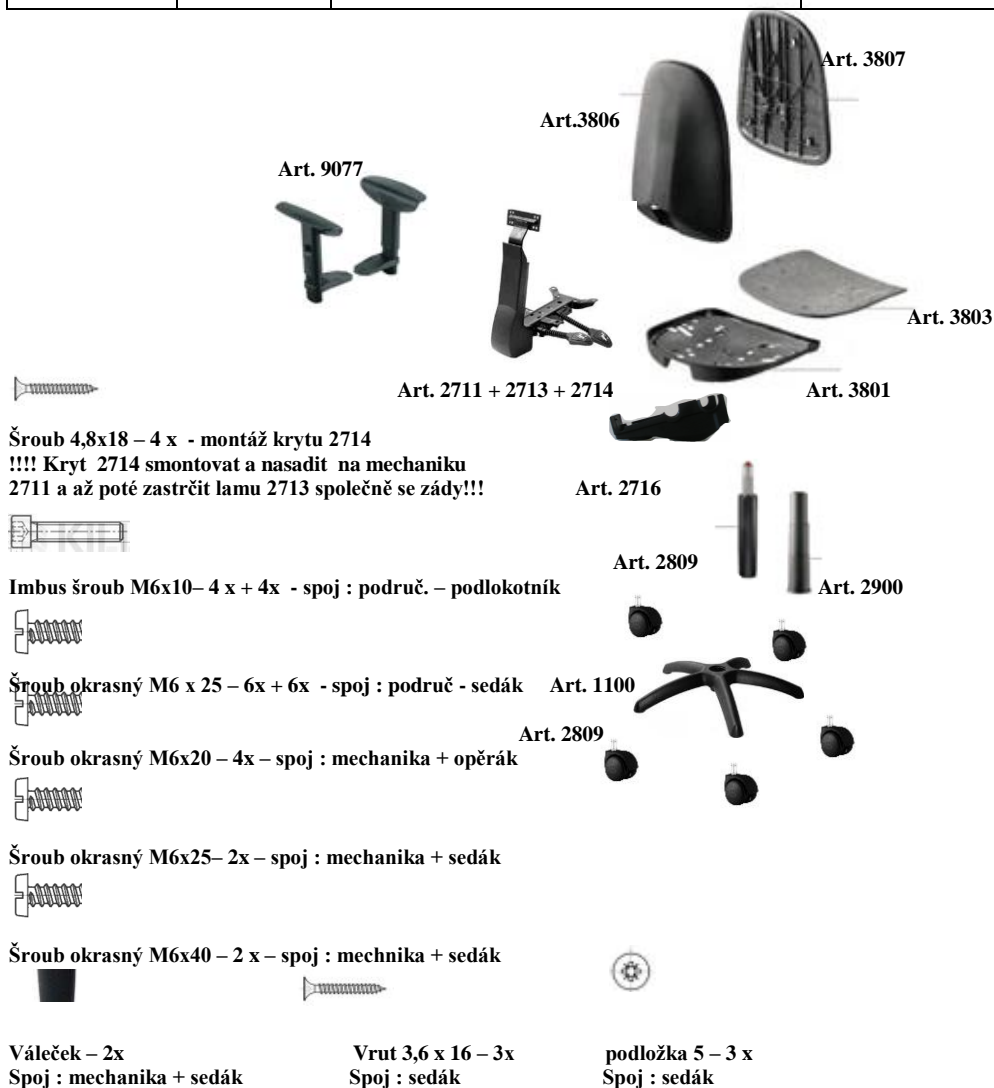 Art. 3807
Art.3806
Art. 9077
Art. 3803
Art. 2711 + 2713 + 2714
Art. 3801
Šroub 4,8x18 – 4 x - montáž krytu 2714
!!!! Kryt 2714 smontovat a nasadit na mechaniku
2711 a až poté zastrčit lamu 2713 společně se zády!!!
Art. 2716
Art. 2809
Imbus šroub M6x10– 4 x + 4x - spoj : područ. – podlokotník
Art. 2900
Šroub okrasný M6 x 25 – 6x + 6x - spoj : područ - sedák
Art. 1100
Art. 2809
Šroub okrasný M6x20 – 4x – spoj : mechanika + opěrák
Šroub okrasný M6x25– 2x – spoj : mechanika + sedák
Šroub okrasný M6x40 – 2 x – spoj : mechnika + sedák
Váleček – 2x
Vrut 3,6 x 16 – 3x
podložka 5 – 3 x
Spoj : mechanika + sedák
Spoj : sedák
Spoj : sedák